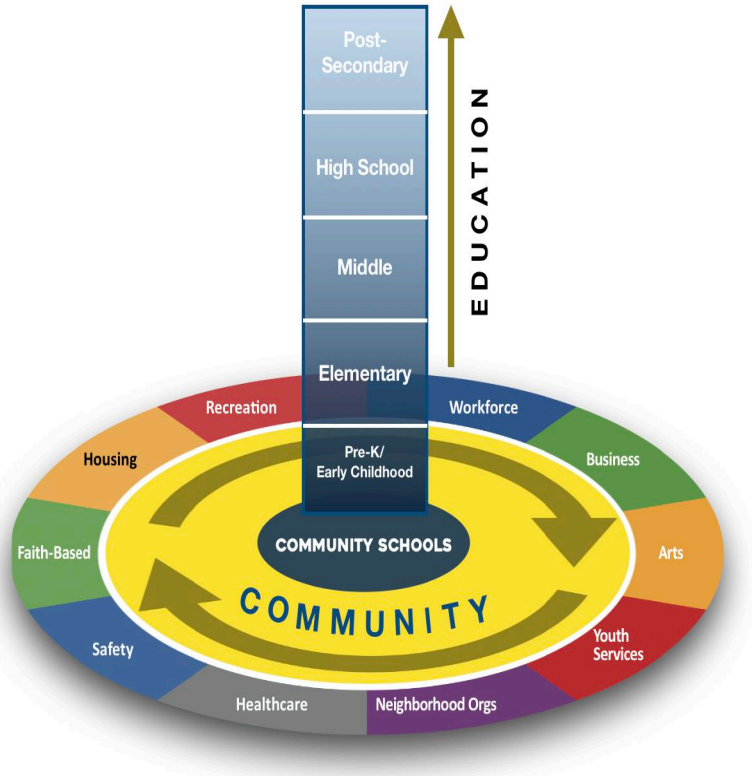 Post-
Secondary
High School
Middle
Elementary
Pre-K/
Early Childhood
EDUCATION
Recreation
Workforce
Housing
Business
Faith-Based
COMMUNITY SCHOOLS
Arts
COMMUNITY
Safety
Youth
Services
Healthcare
Neighborhood Orgs